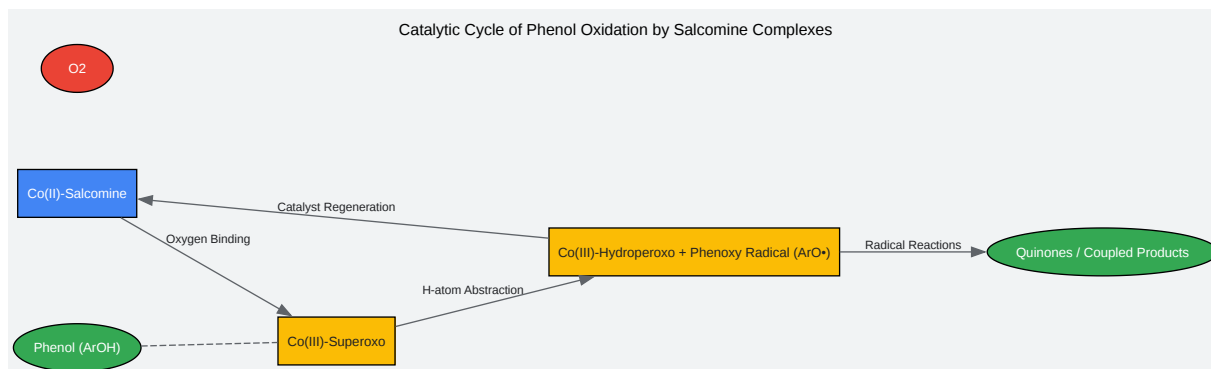 Catalytic Cycle of Phenol Oxidation by Salcomine Complexes
O2
Co(II)-Salcomine
Catalyst Regeneration
Oxygen Binding
Co(III)-Hydroperoxo + Phenoxy Radical (ArO•)
Radical Reactions
Quinones / Coupled Products
H-atom Abstraction
Co(III)-Superoxo
Phenol (ArOH)